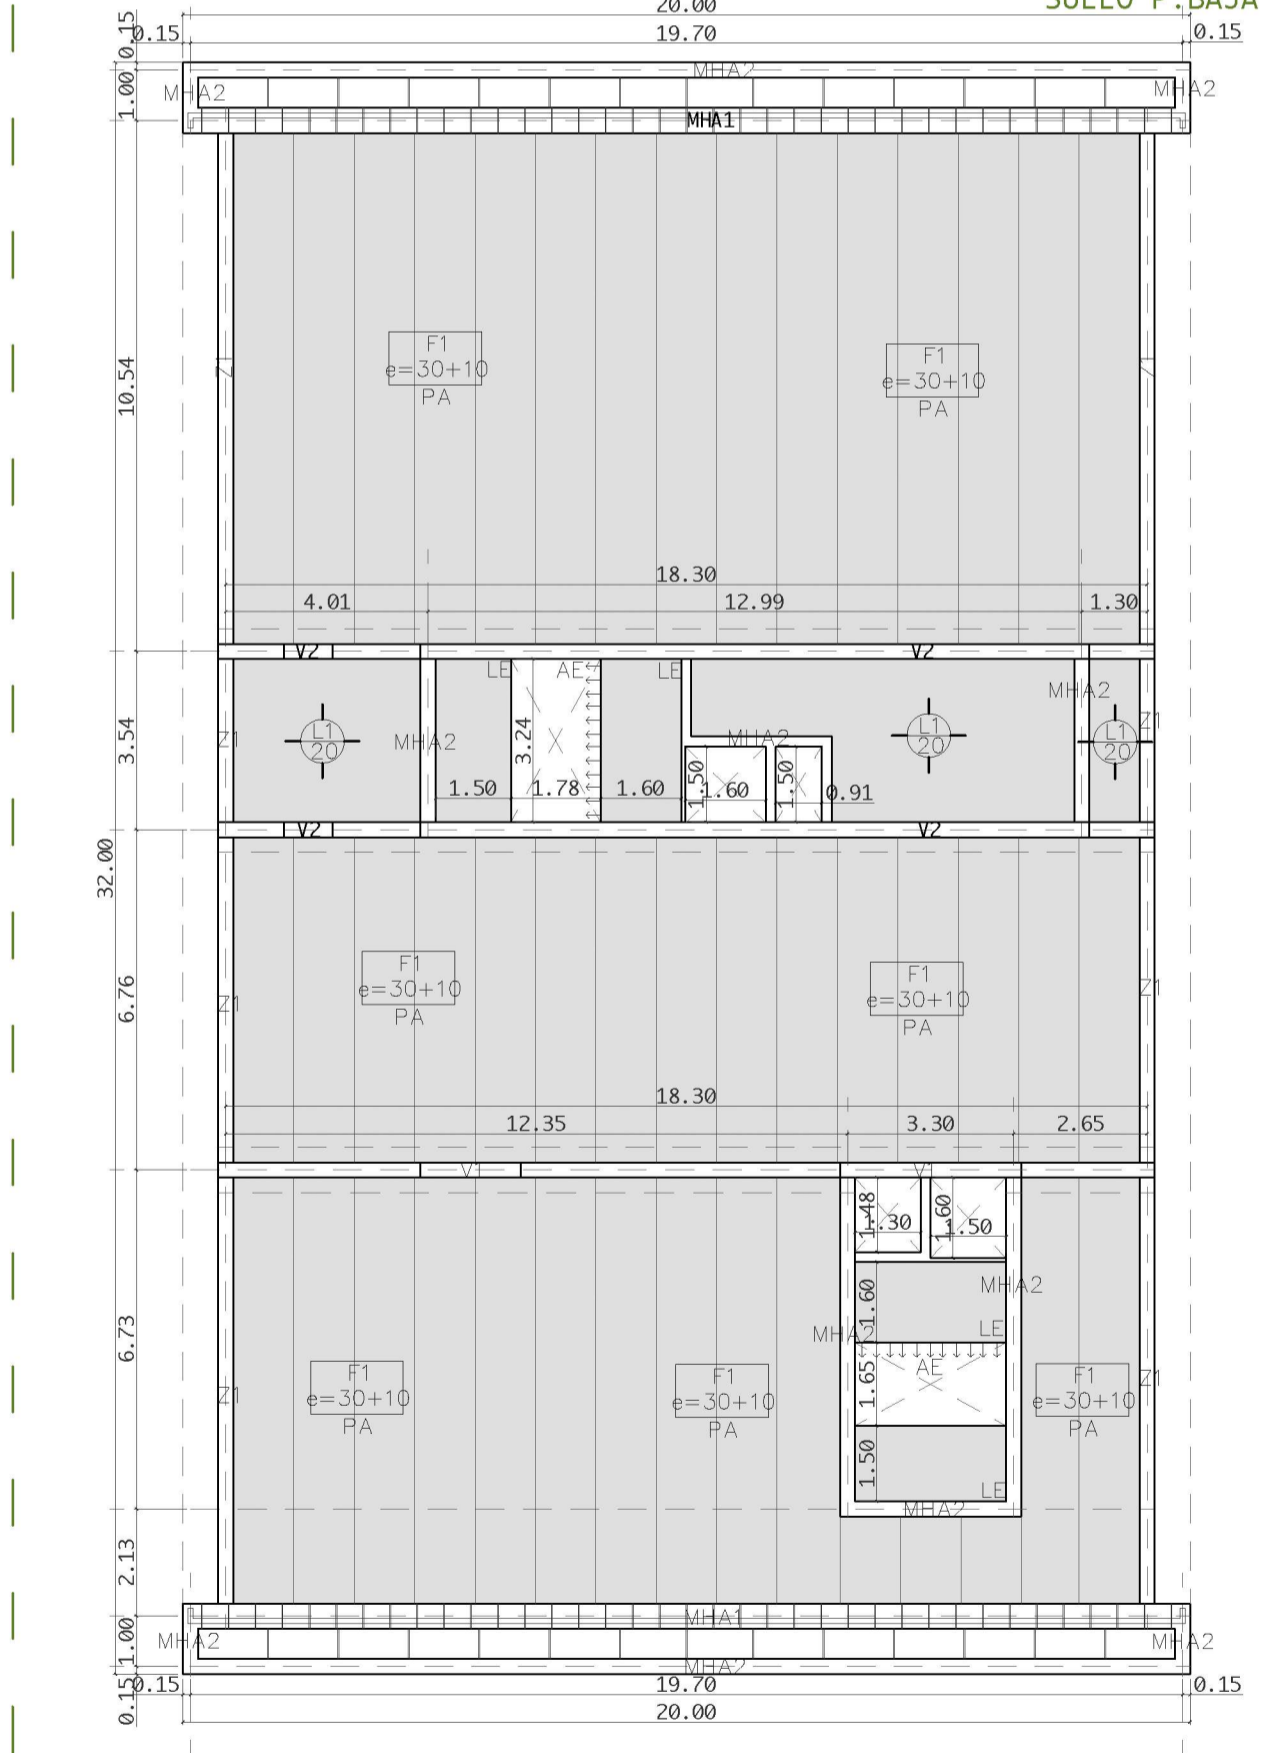 20.00
SUELO P.BAJA
0.15
0.15
19.70
0.15
MHA2
1.00
MHA2
MHA2
MHA1
F1
e=30+10
PA
F1
e=30+10
PA
Z1
Z1
10.54
18.30
4.01
12.99
1.30
V2
V2
LE
AE
LE
MHA2
Z1
L1
20
MHA2
3.24
MHA2
L1
20
Z1
L1
20
3.54
1.50
1.78
1.60
1.50
1.60
1.50
0.91
V2
V2
32.00
F1
e=30+10
PA
F1
e=30+10
PA
Z1
Z1
6.76
18.30
12.35
3.30
2.65
V1
V1
1.48
1.30
1.60
1.50
MHA2
1.60
MHA2
LE
6.73
AE
1.65
F1
e=30+10
PA
F1
e=30+10
PA
F1
e=30+10
PA
Z1
Z1
1.50
LE
MHA2
2.13
MHA1
1.00
MHA2
MHA2
MHA2
0.15
0.15
19.70
0.15
20.00